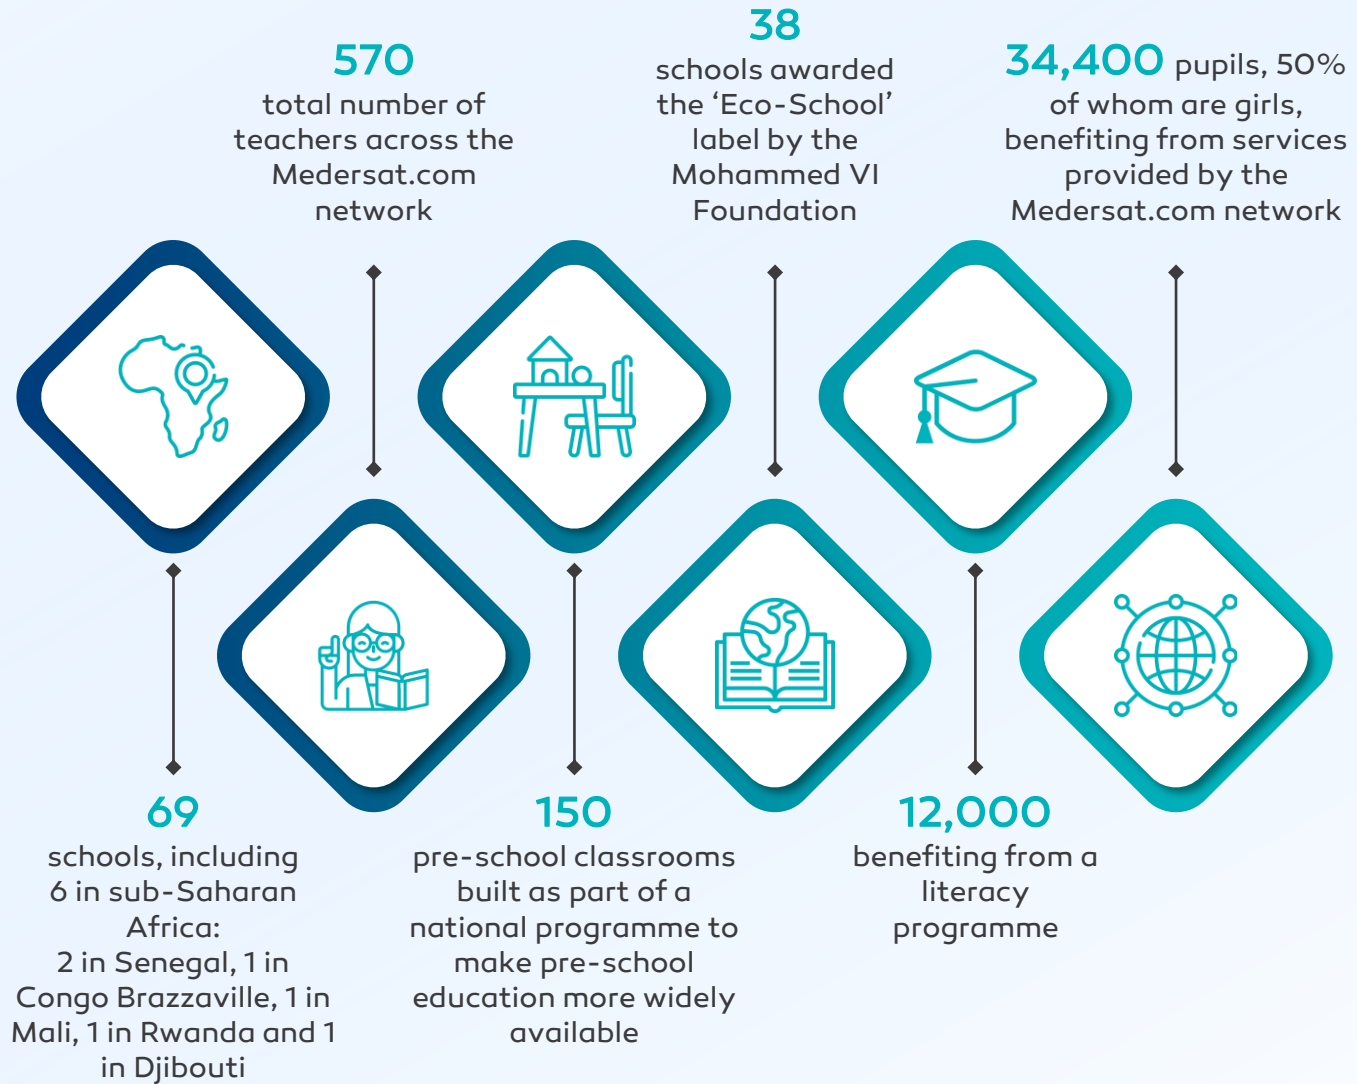 570
total number of
teachers across the
Medersat.com
network
38
schools awarded
the ‘Eco-School’
label by the
Mohammed VI
Foundation
34,400 pupils, 50%
of whom are girls,
benefiting from services
provided by the
Medersat.com network
69
schools, including
6 in sub-Saharan
Africa:
2 in Senegal, 1 in
Congo Brazzaville, 1 in
Mali, 1 in Rwanda and 1
in Djibouti
150
pre-school classrooms
built as part of a
national programme to
make pre-school
education more widely
available
12,000
benefiting from a
literacy
programme